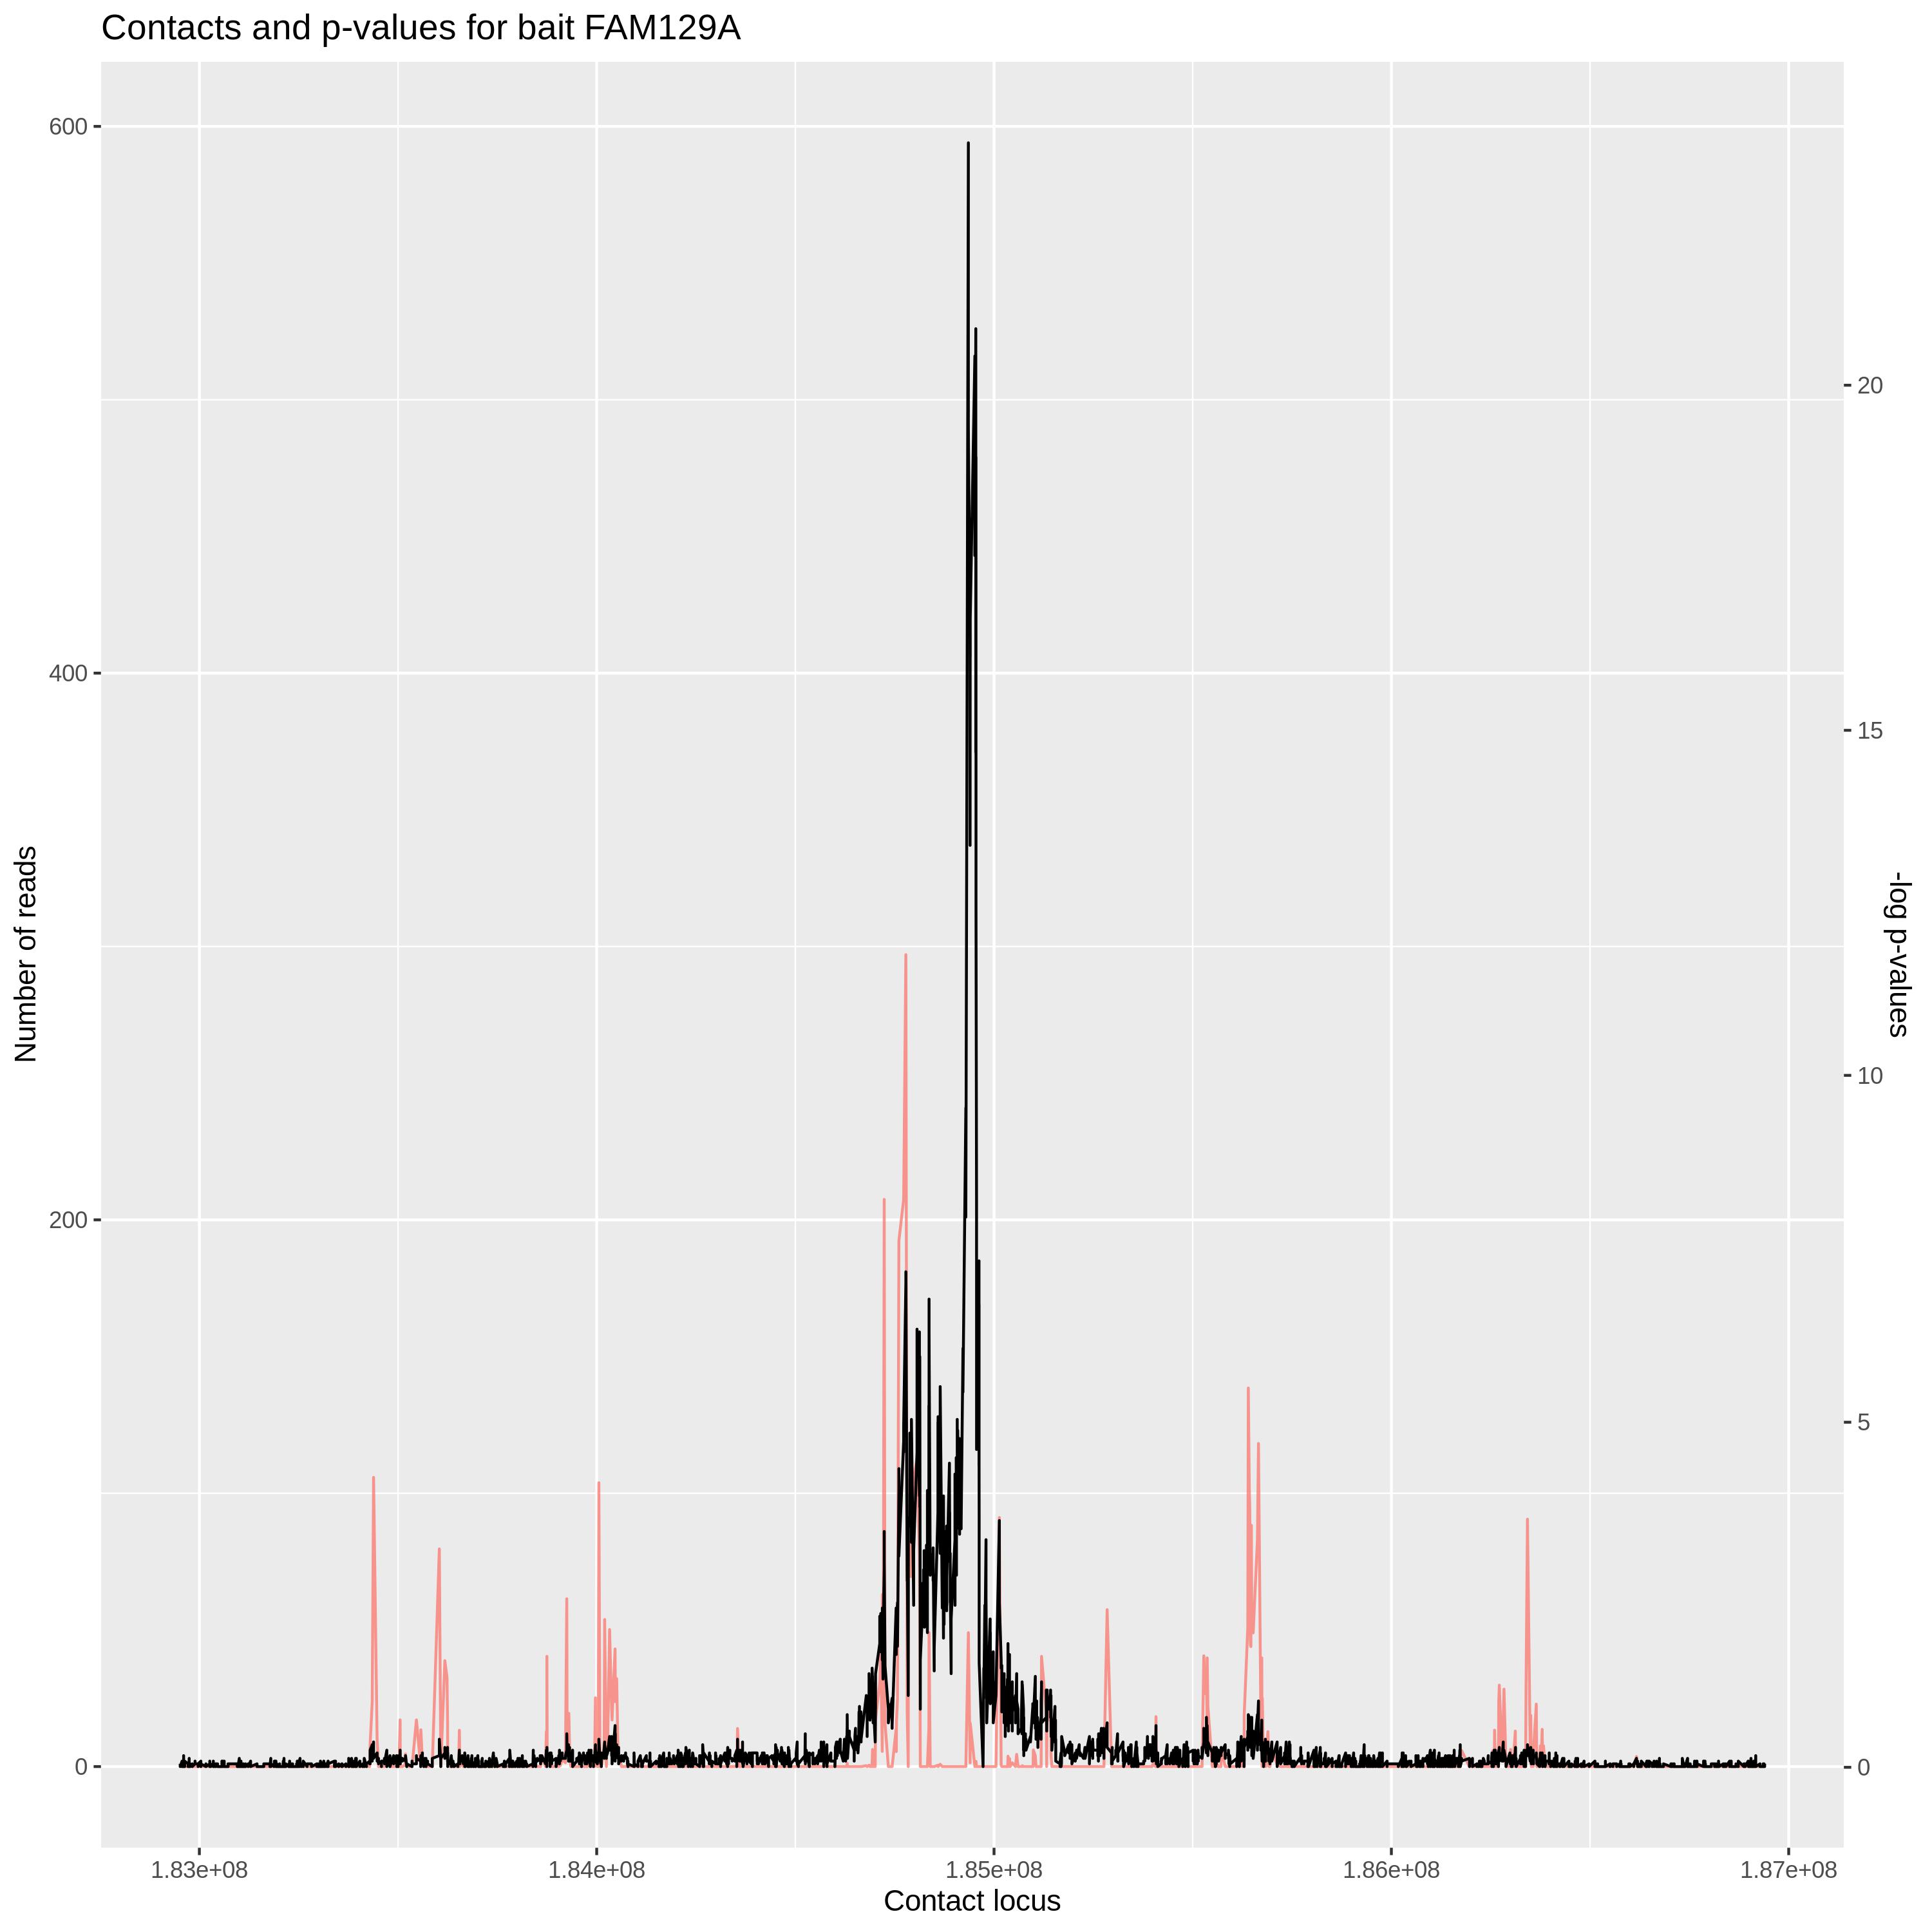 Contacts and p-values for bait FAM129A
600
400
200
0
Number of reads
20
15
10
5
0
-log p-values
1.83e+08 1.84e+08 1.85e+08 1.86e+08 1.87e+08
Contact locus